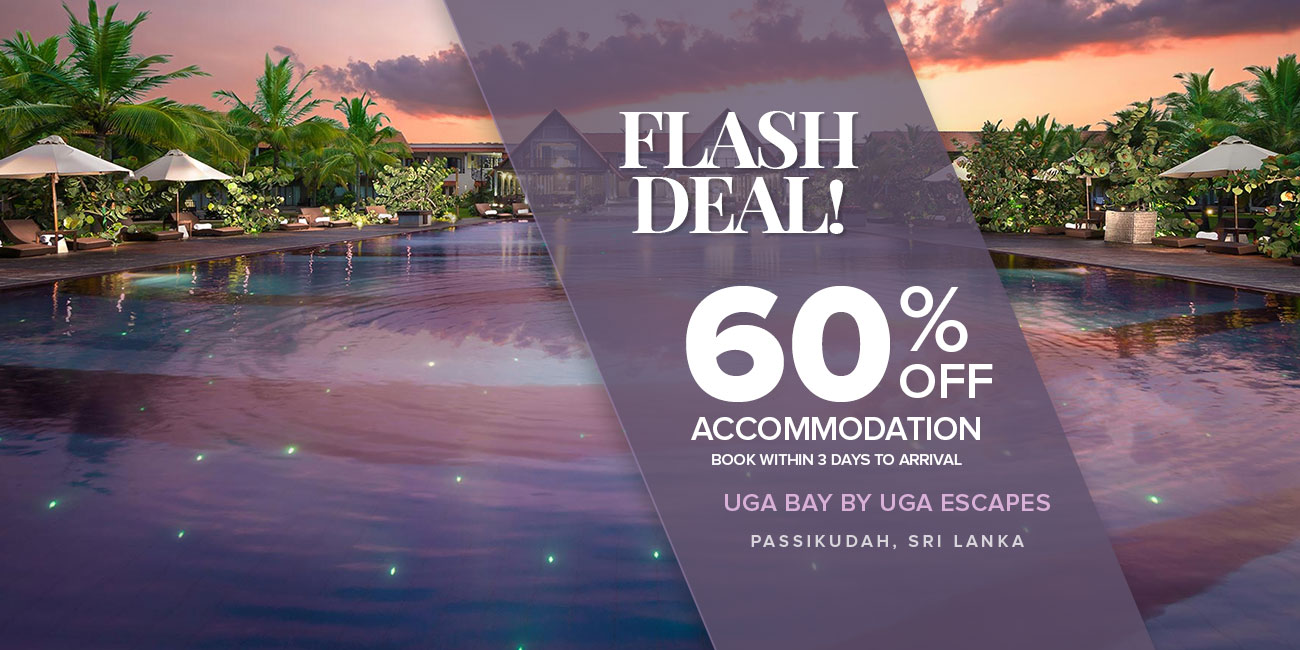 FLASH
DEAL!
60%
OFF
ACCOMMODATION
BOOK WITHIN 3 DAYS TO ARRIVAL
UGA BAY BY UGA ESCAPES
PASSIKUDAH, SRI LANKA